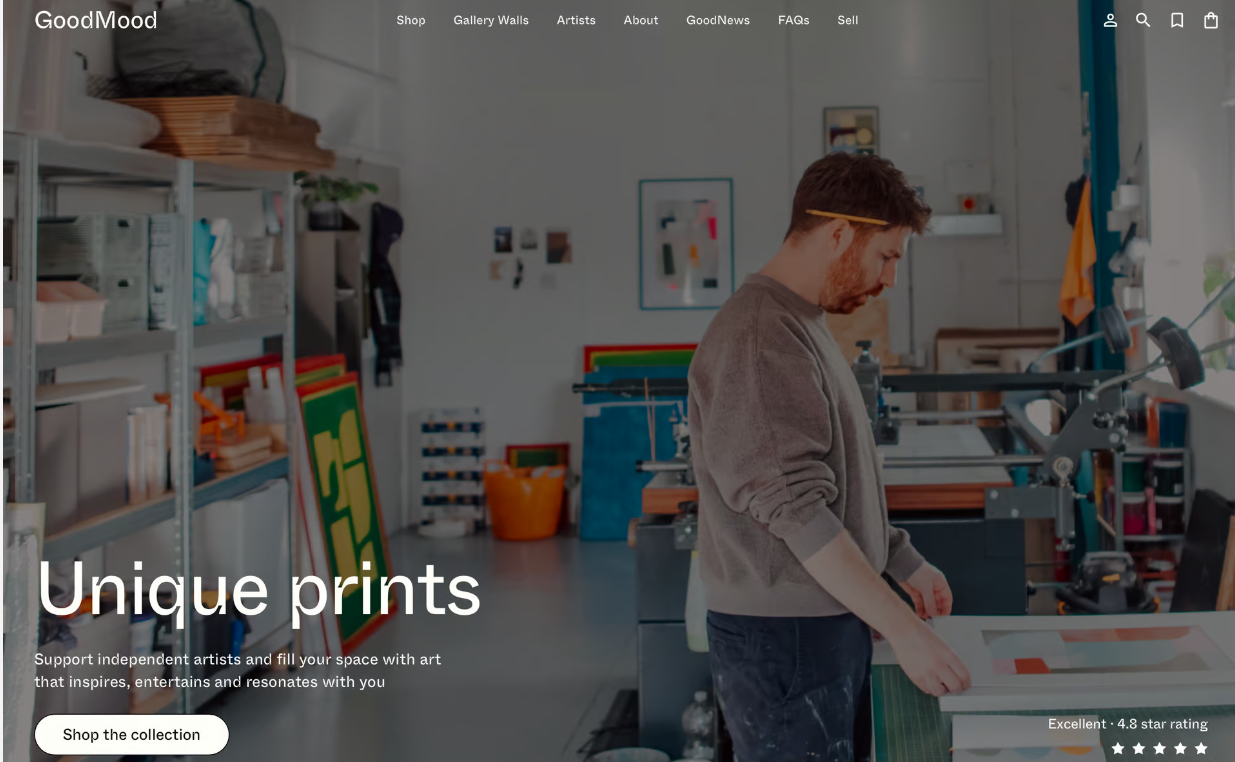 GoodMood
Shop Gallery Walls Artists About GoodNews FAQs Sell
Unique prints
Support independent artists and fill your space with art
that inspires, entertains and resonates with you
Shop the collection
Excellent · 4.8 star rating